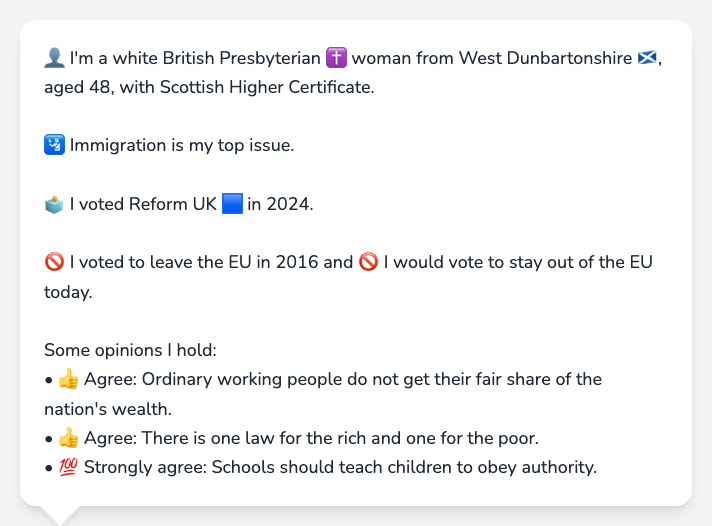 👤 I'm a white British Presbyterian ✝️ woman from West Dunbartonshire 🏴󠁧󠁢󠁳󠁣󠁴󠁿,
aged 48, with Scottish Higher Certificate.
🛂 Immigration is my top issue.
🗳️ I voted Reform UK 🟦 in 2024.
🚫 I voted to leave the EU in 2016 and 🚫 I would vote to stay out of the EU
today.
Some opinions I hold:
• 👍 Agree: Ordinary working people do not get their fair share of the
nation's wealth.
• 👍 Agree: There is one law for the rich and one for the poor.
• 💯 Strongly agree: Schools should teach children to obey authority.